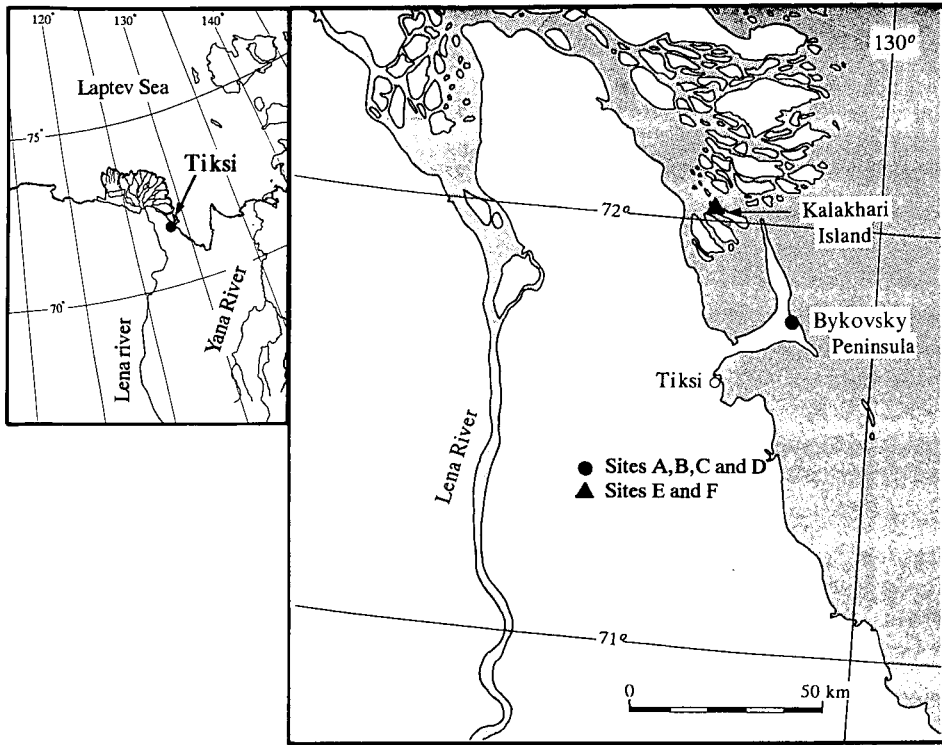 120°
130°
140°
Laptev Sea
75°
Tiksi
70°
Lena river
Yana River
130°
72°
Kalakhari
Island
Bykovsky
Peninsula
Tiksi
Lena River
Sites A, B, C and D
Sites E and F
71°
0 50 km